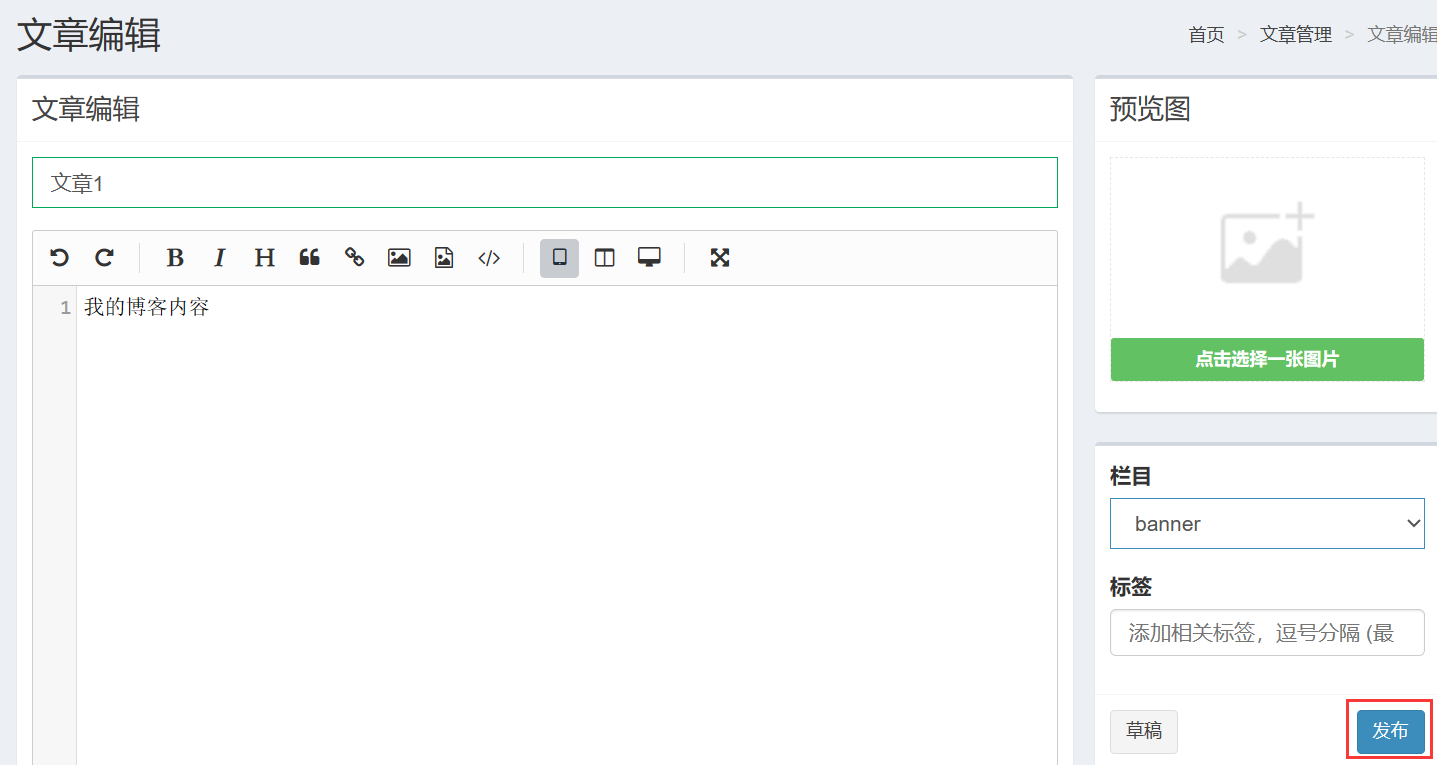 文章编辑
首页 > 文章管理 > 文章编辑
文章编辑
文章1
B I H
1 我的博客内容
预览图
点击选择一张图片
栏目
banner
标签
添加相关标签，逗号分隔 (最
草稿
发布